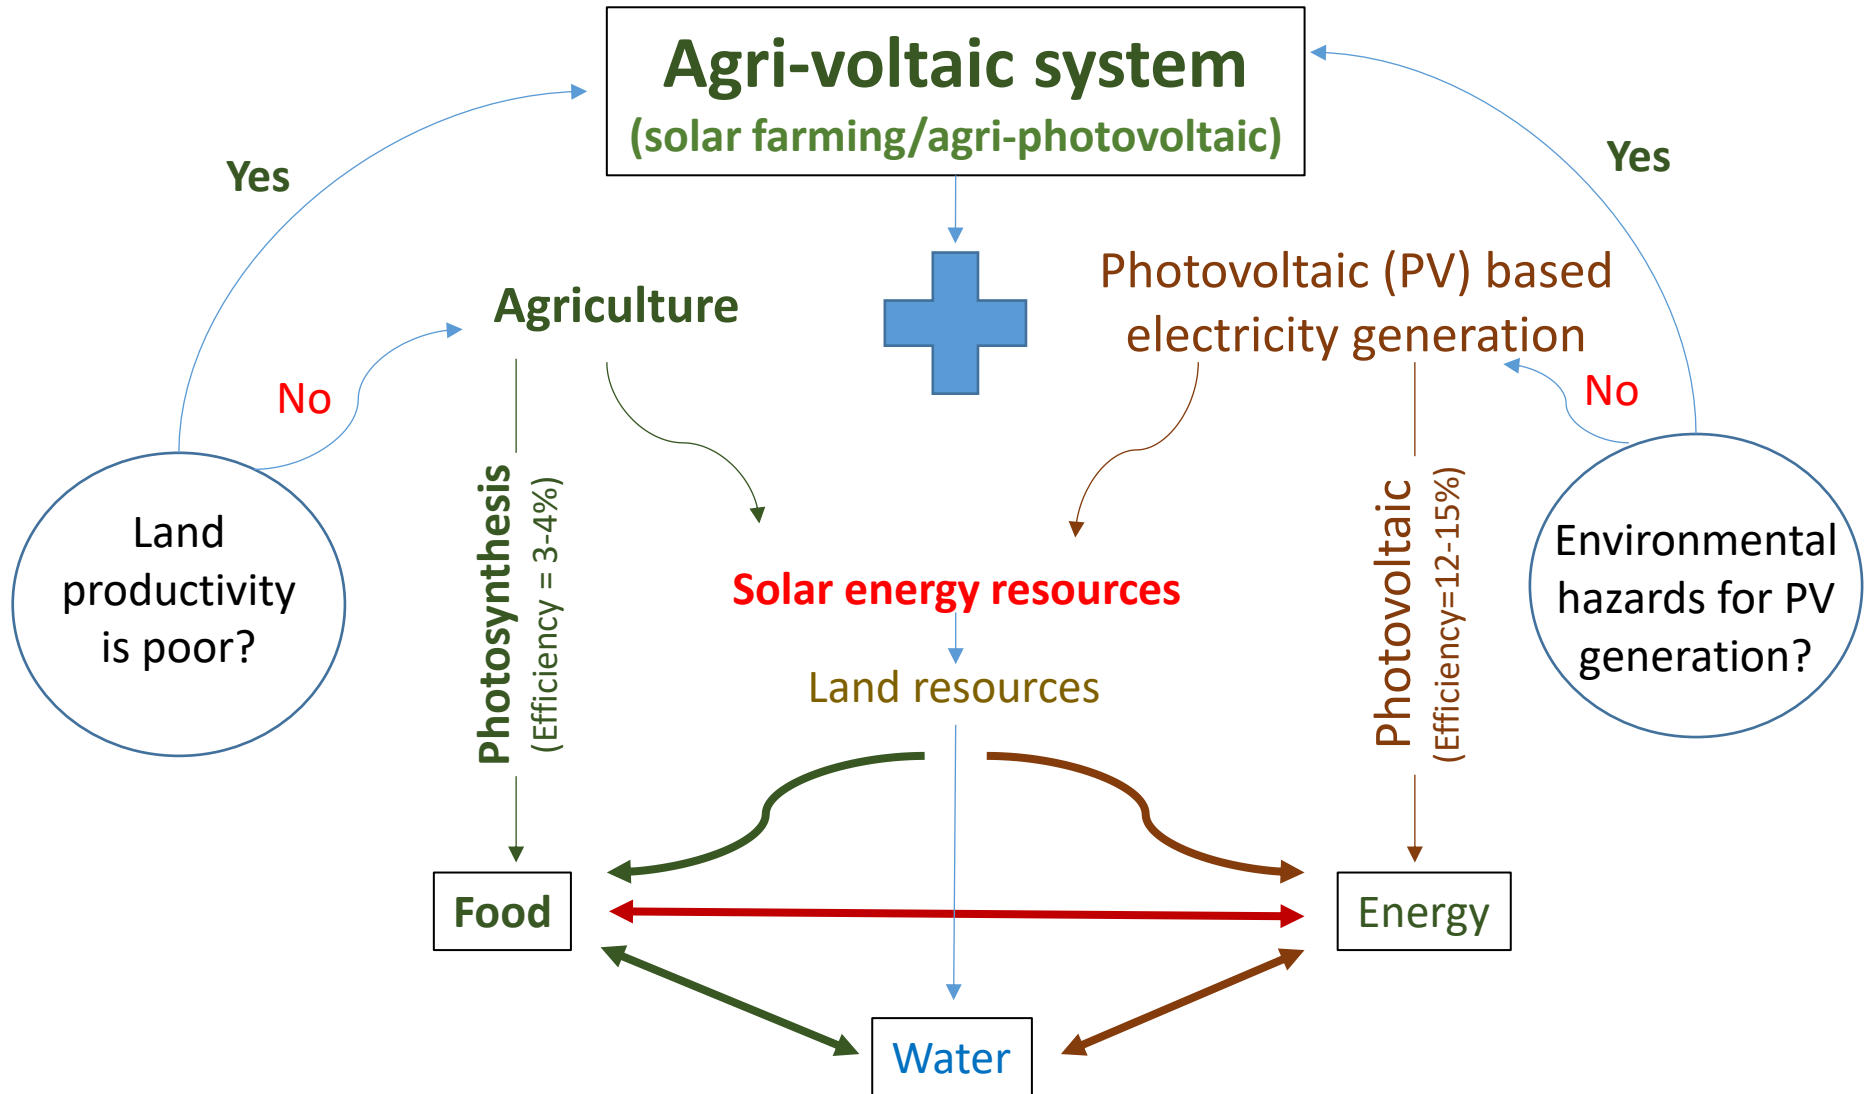 Agri-voltaic system
(solar farming/agri-photovoltaic)
Yes
Yes
Agriculture
Photovoltaic (PV) based
electricity generation
No
No
Land
productivity
is poor?
Photosynthesis
(Efficiency = 3-4%)
Photovoltaic
(Efficiency=12-15%)
Environmental
hazards for PV
generation?
Solar energy resources
Land resources
Food
Energy
Water